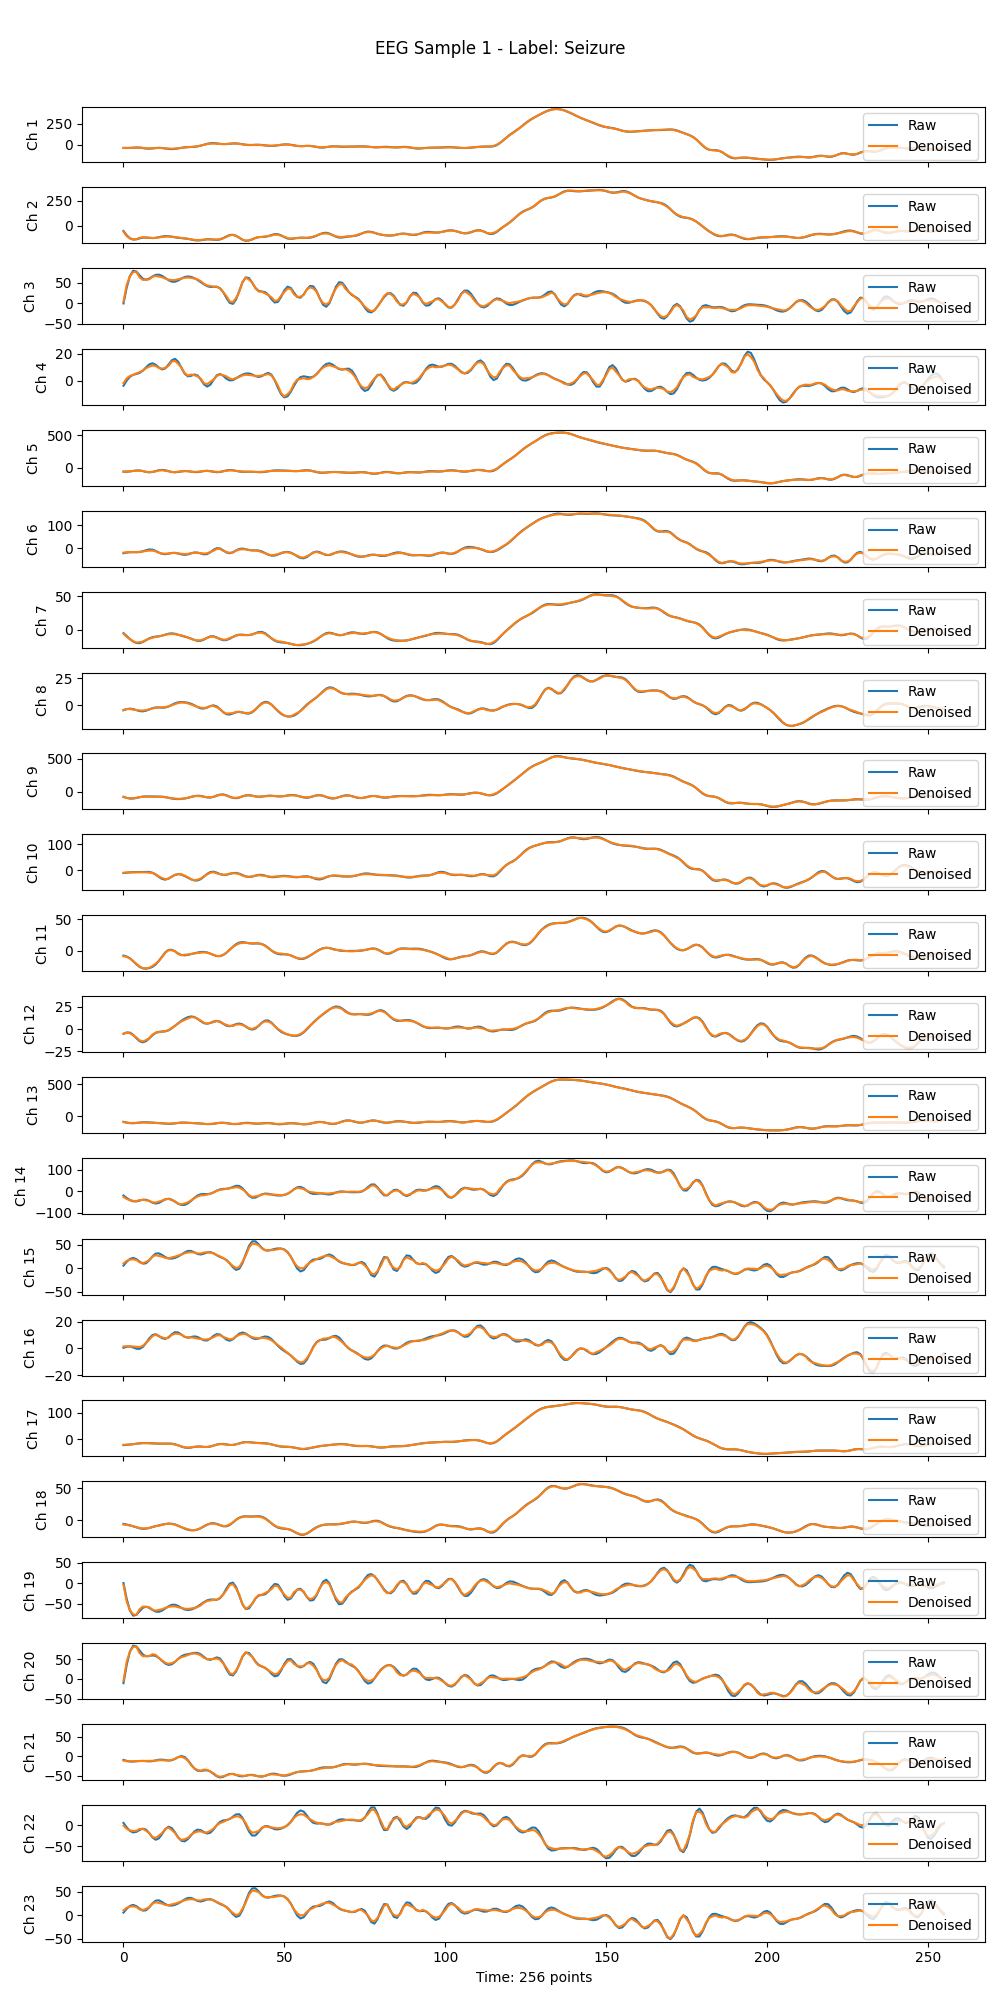 EEG Sample 1 - Label: Seizure
Ch 1
250
0
Raw
Denoised
Ch 2
250
0
Raw
Denoised
Ch 3
50
0
−50
Raw
Denoised
Ch 4
20
0
Raw
Denoised
Ch 5
500
0
Raw
Denoised
Ch 6
100
0
Raw
Denoised
Ch 7
50
0
Raw
Denoised
Ch 8
25
0
Raw
Denoised
Ch 9
500
0
Raw
Denoised
Ch 10
100
0
Raw
Denoised
Ch 11
50
0
Raw
Denoised
Ch 12
25
0
−25
Raw
Denoised
Ch 13
500
0
Raw
Denoised
Ch 14
100
0
−100
Raw
Denoised
Ch 15
50
0
−50
Raw
Denoised
Ch 16
20
0
−20
Raw
Denoised
Ch 17
100
0
Raw
Denoised
Ch 18
50
0
Raw
Denoised
Ch 19
50
0
−50
Raw
Denoised
Ch 20
50
0
−50
Raw
Denoised
Ch 21
50
0
−50
Raw
Denoised
Ch 22
0
−50
Raw
Denoised
Ch 23
50
0
−50
Raw
Denoised
0 50 100 150 200 250
Time: 256 points